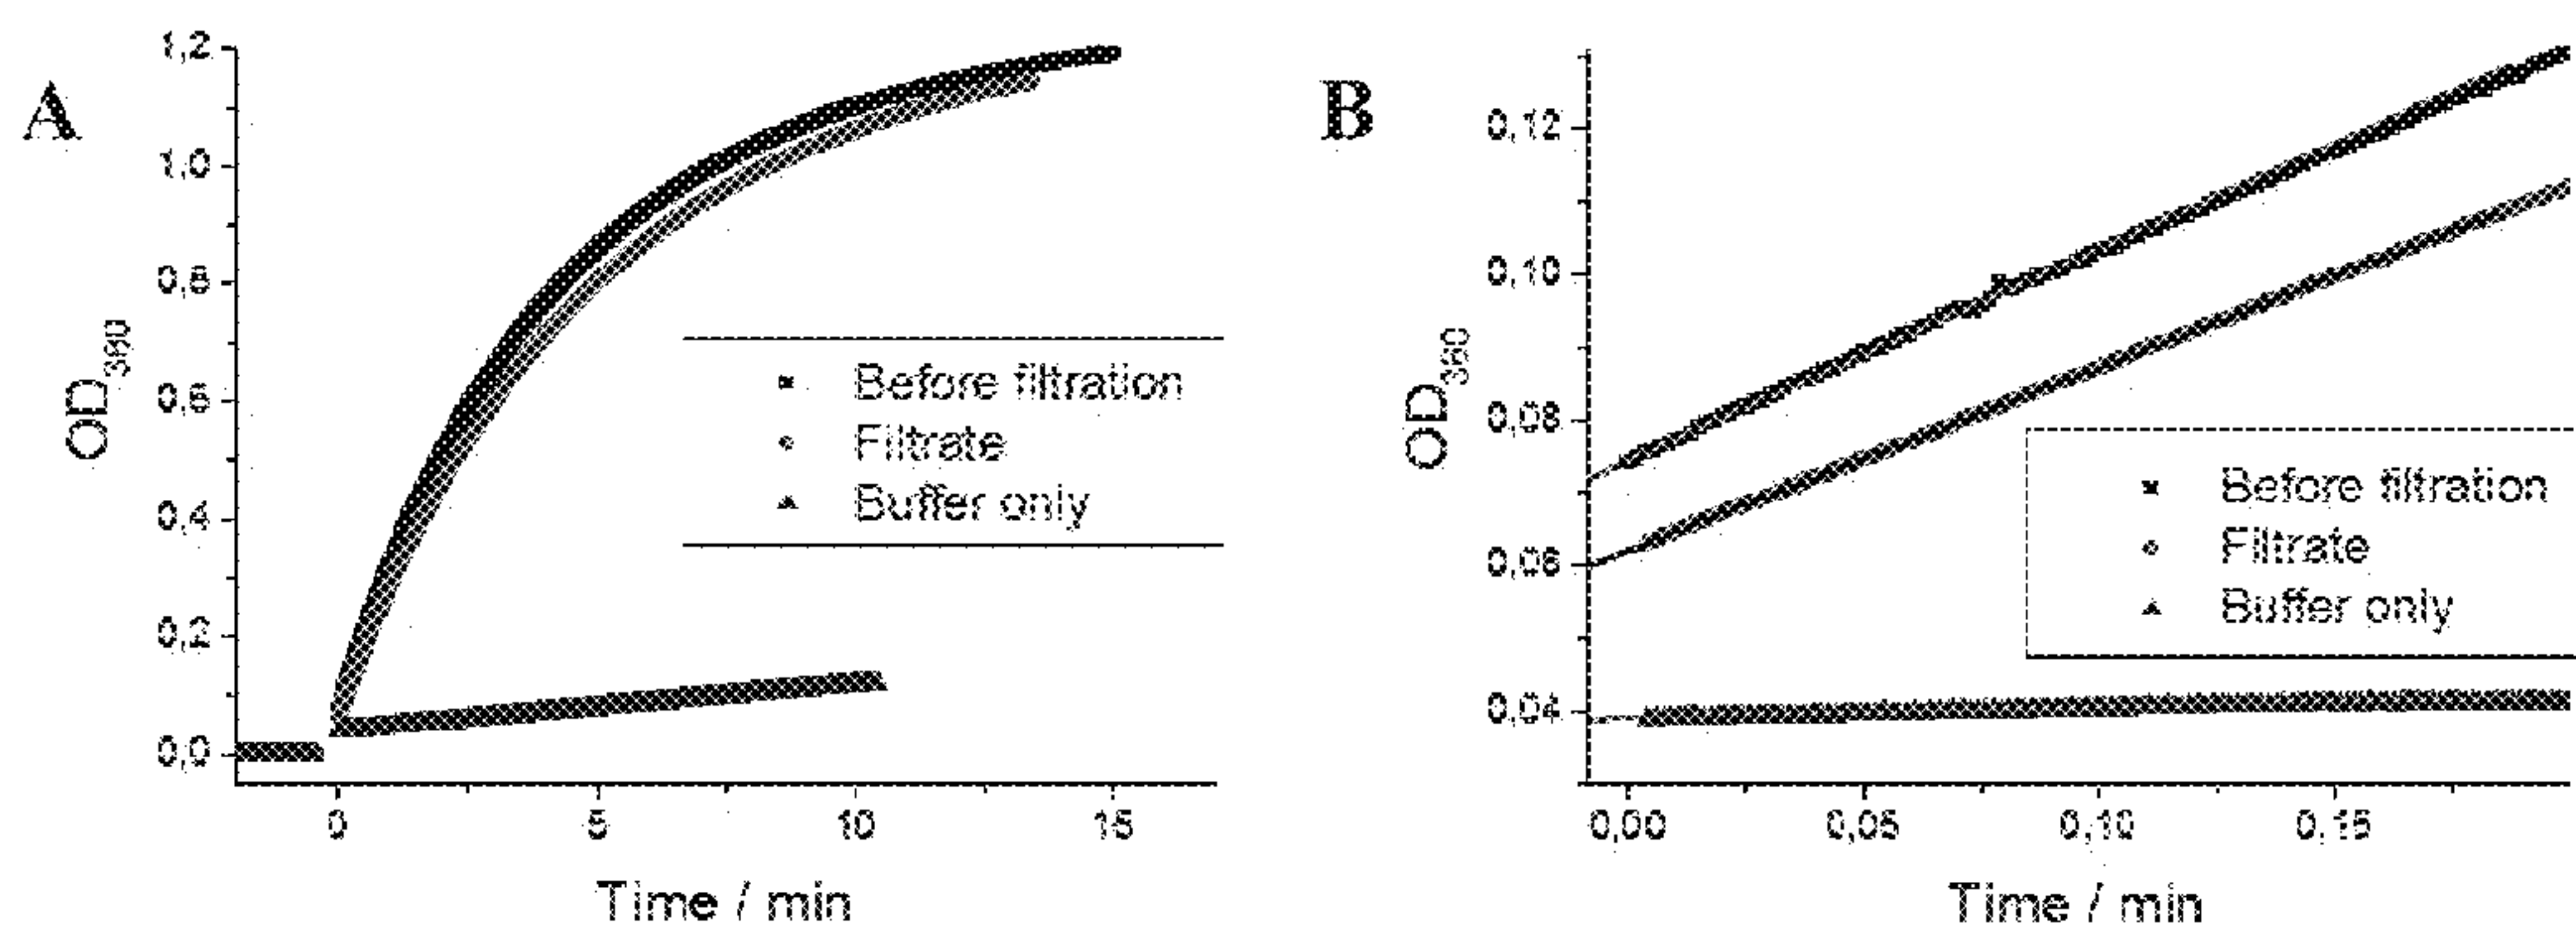 A
1,2
1,0
0,8
0,6
0,4
0,2
0,0
OD360
0
5
10
15
Time / min
Before filtration
Filtrate
Buffer only
B
0,12
0,10
0,08
0,06
0,04
OD360
0,00
0,05
0,10
0,15
Time / min
Before filtration
Filtrate
Buffer only